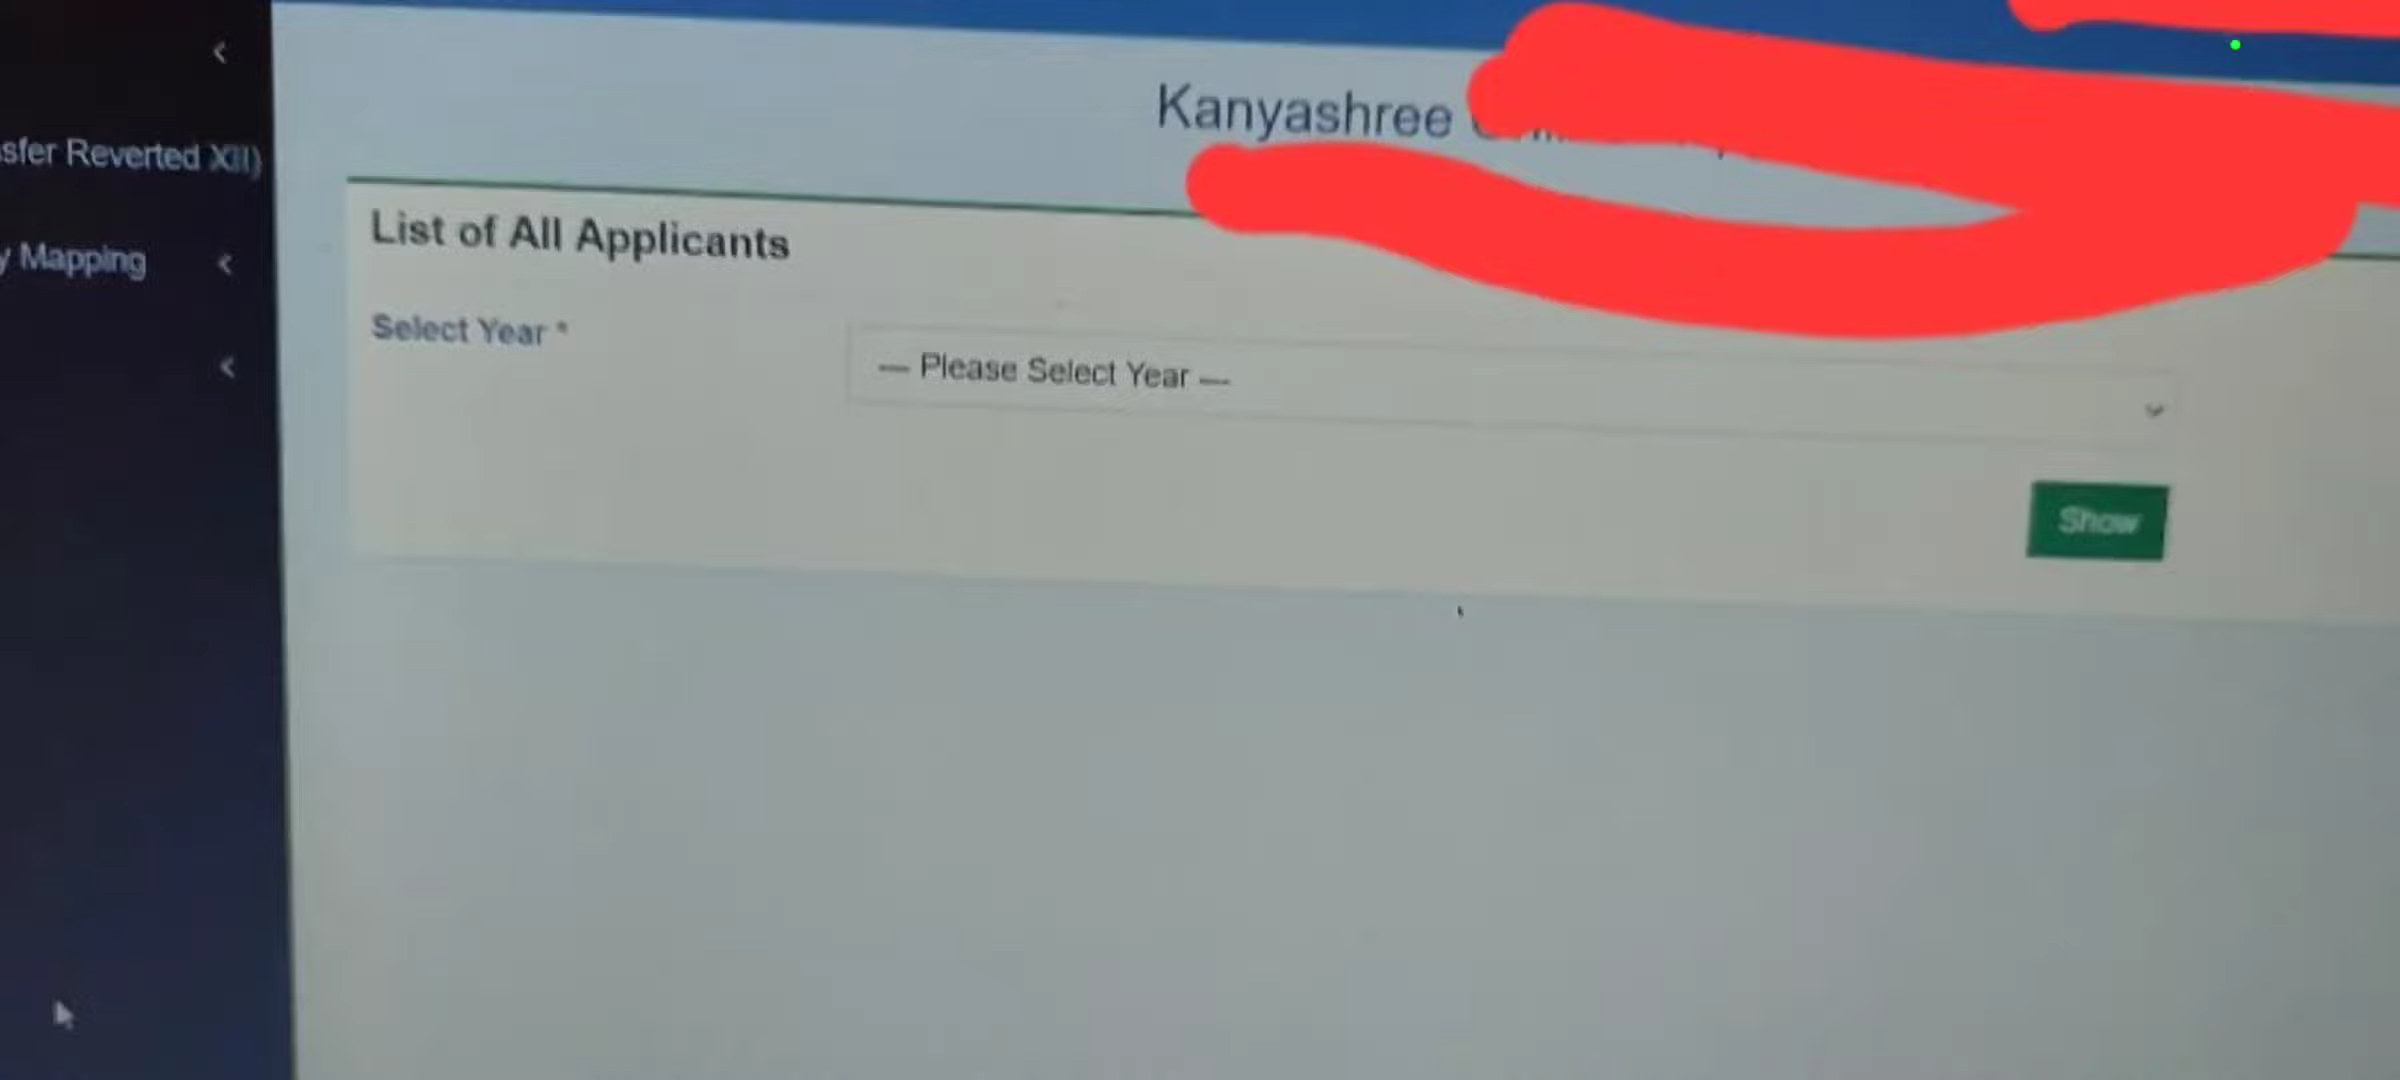 Kanyashree
sfer Reverted XII)
List of All Applicants
y Mapping
Select Year *
--- Please Select Year ---
Show